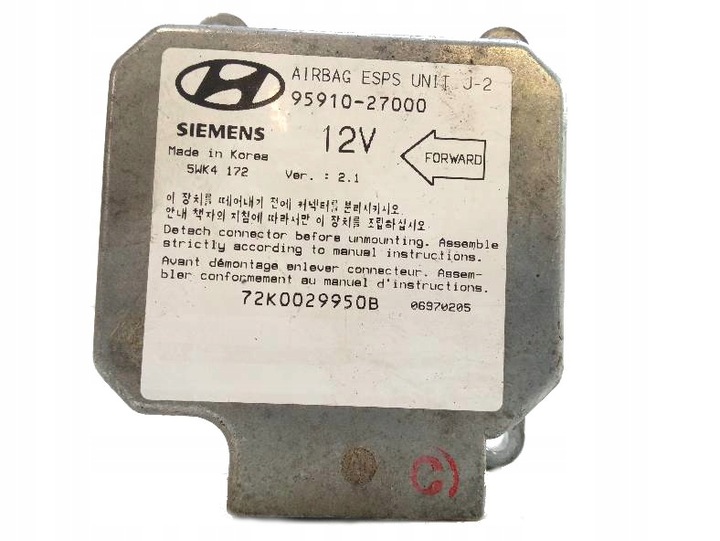 AIRBAG ESPS UNIT J-2
95910-27000
SIEMENS 12V
FORWARD
Made in Korea
5WK4 172 Ver. : 2.1
이 장치를 떼어내기 전에 커넥터를 분리시키시오
안내 책자의 지침에 따라서만 이 장치를 조립하십시오
Detach connector before unmounting. Assemble
strictly according to manual instructions.
Avant démontage enlever connecteur. Assem-
bler conformement au manuel d'instructions.
72K0029950B 06970205
C)